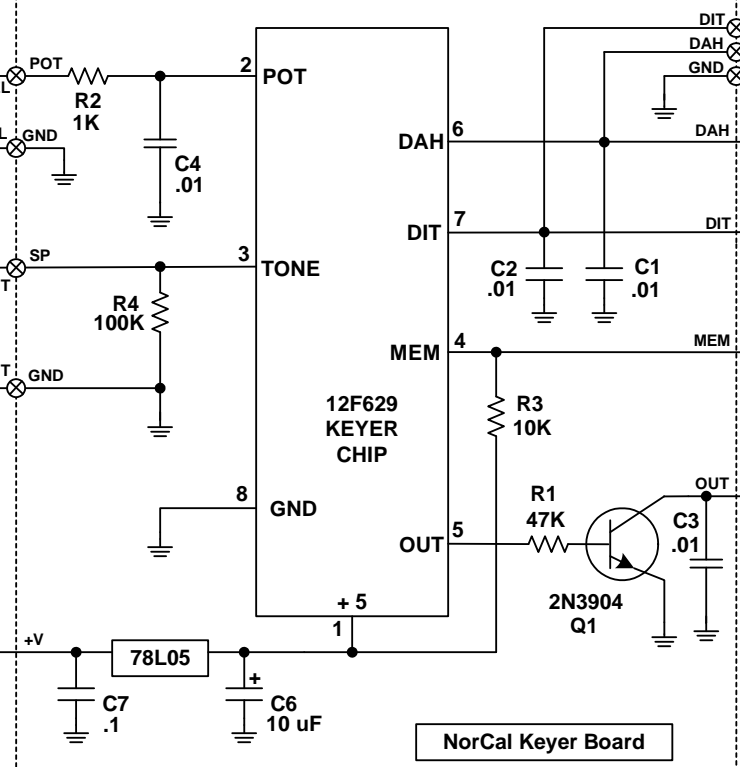 DIT
DAH
GND
POT
R2
1K
2
POT
L
L
GND
C4
.01
DAH
6
DAH
DIT
7
DIT
SP
3
TONE
T
C2
.01
C1
.01
R4
100K
MEM
4
MEM
T
GND
12F629
KEYER
CHIP
R3
10K
8
GND
R1
47K
OUT
C3
.01
OUT
5
2N3904
Q1
+ 5
1
+V
78L05
+
C7
.1
C6
10 uF
NorCal Keyer Board